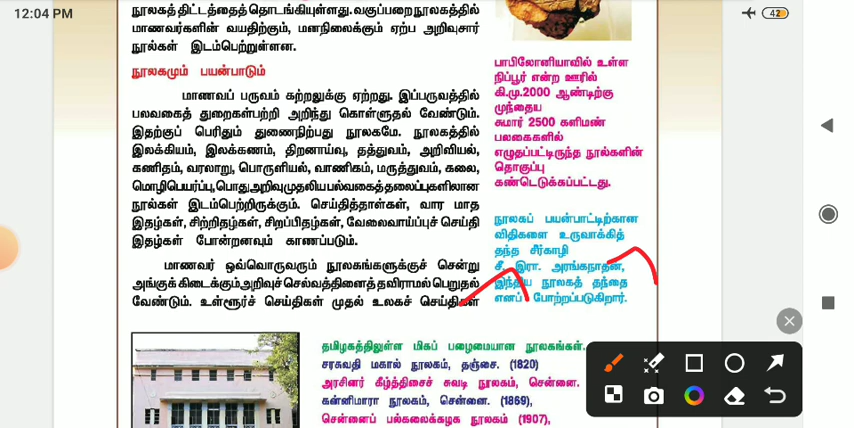 12:04 PM
42
நூலகத் திட்டத்தைத் தொடங்கியுள்ளது. வகுப்பறை நூலகத்தில்
மாணவர்களின் வயதிற்கும், மனநிலைக்கும் ஏற்ப அறிவுசார்
நூல்கள் இடம்பெற்றுள்ளன.
நூலகமும் பயன்பாடும்
மாணவப் பருவம் கற்றலுக்கு ஏற்றது. இப்பருவத்தில்
பலவகைத் துறைகள்பற்றி அறிந்து கொள்ளுதல் வேண்டும்.
இதற்குப் பெரிதும் துணைநிற்பது நூலகமே. நூலகத்தில்
இலக்கியம், இலக்கணம், திறனாய்வு, தத்துவம், அறிவியல்,
கணிதம், வரலாறு, பொருளியல், வாணிகம், மருத்துவம், கலை,
மொழிபெயர்ப்பு, பொதுஅறிவு முதலிய பல்வகைத் தலைப்புகளிலான
நூல்கள் இடம்பெற்றிருக்கும். செய்தித்தாள்கள், வார மாத
இதழ்கள், சிற்றிதழ்கள், சிறப்பிதழ்கள், வேலைவாய்ப்புச் செய்தி
இதழ்கள் போன்றனவும் காணப்படும்.
மாணவர் ஒவ்வொருவரும் நூலகங்களுக்குச் சென்று
அங்குக் கிடைக்கும் அறிவுச் செல்வத்தினைத் தவிராமல் பெறுதல்
வேண்டும். உள்ளூர்ச் செய்திகள் முதல் உலகச் செய்திகள்
பாபிலோனியாவில் உள்ள
நிப்பூர் என்ற ஊரில்
கி.மு.2000 ஆண்டிற்கு
முந்தைய
சுமார் 2500 களிமண்
பலகைகளில்
எழுதப்பட்டிருந்த நூல்களின்
தொகுப்பு
கண்டெடுக்கப்பட்டது.
நூலகப் பயன்பாட்டிற்கான
விதிகளை உருவாக்கித்
தந்த சீர்காழி
சீ. இரா. அரங்கநாதன்,
இந்திய நூலகத் தந்தை
எனப் போற்றப்படுகிறார்.
தமிழகத்திலுள்ள மிகப் பழைமையான நூலகங்கள்.
சரசுவதி மகால் நூலகம், தஞ்சை. (1820)
அரசினர் கீழ்த்திசைச் சுவடி நூலகம், சென்னை.
கன்னிமாரா நூலகம், சென்னை. (1869),
சென்னைப் பல்கலைக்கழக நூலகம் (1907),